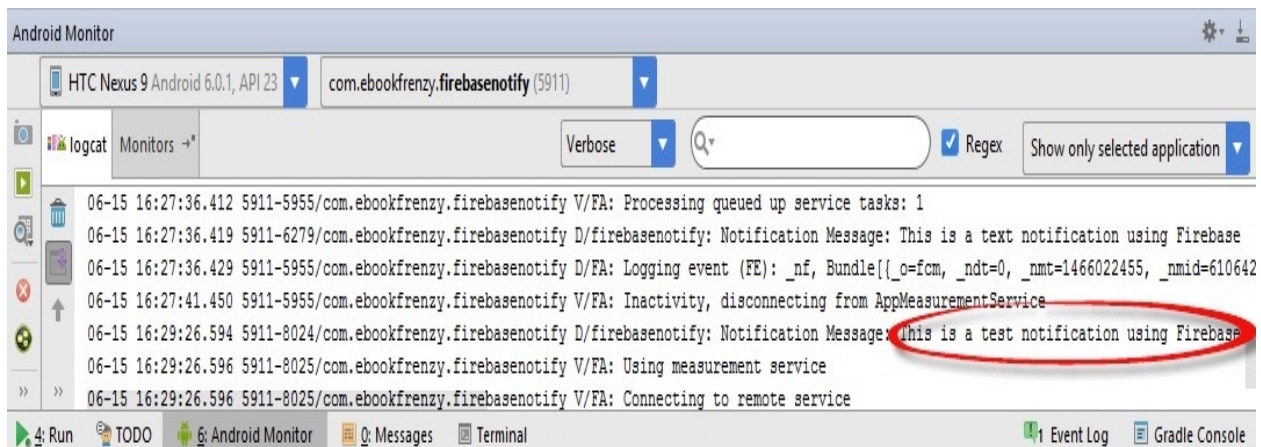 Android Monitor
HTC Nexus 9 Android 6.0.1, API 23 com.ebookfrenzy.firebasenotify (5911)
logcat Monitors Verbose Regex Show only selected application
06-15 16:27:36.412 5911-5955/com.ebookfrenzy.firebasenotify V/FA: Processing queued up service tasks: 1
06-15 16:27:36.419 5911-6279/com.ebookfrenzy.firebasenotify D/firebasenotify: Notification Message: This is a text notification using Firebase
06-15 16:27:36.429 5911-5955/com.ebookfrenzy.firebasenotify D/FA: Logging event (FE): _nf, Bundle[{_o=fcm, _ndt=0, _nmt=1466022455, _nmid=610642
06-15 16:27:41.450 5911-5955/com.ebookfrenzy.firebasenotify V/FA: Inactivity, disconnecting from AppMeasurementService
06-15 16:29:26.594 5911-8024/com.ebookfrenzy.firebasenotify D/firebasenotify: Notification Message: This is a test notification using Firebase
06-15 16:29:26.596 5911-8025/com.ebookfrenzy.firebasenotify V/FA: Using measurement service
06-15 16:29:26.596 5911-8025/com.ebookfrenzy.firebasenotify V/FA: Connecting to remote service
4: Run TODO 6: Android Monitor 0: Messages Terminal 1 Event Log Gradle Console